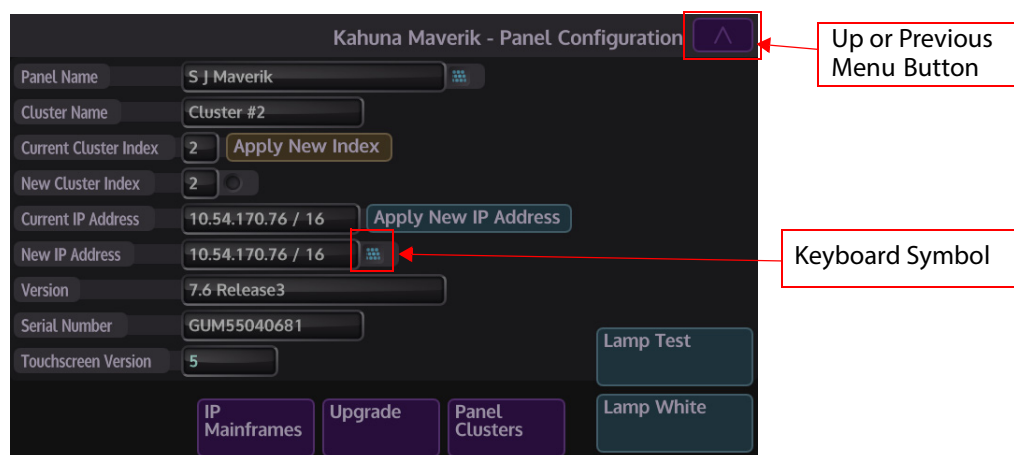 Kahuna Maverik - Panel Configuration
Up or Previous
Menu Button
Panel Name S J Maverik
Cluster Name Cluster #2
Current Cluster Index 2 Apply New Index
New Cluster Index 2
Current IP Address 10.54.170.76 / 16 Apply New IP Address
New IP Address 10.54.170.76 / 16
Keyboard Symbol
Version 7.6 Release3
Serial Number GUM55040681
Touchscreen Version 5
Lamp Test
IP
Mainframes
Upgrade
Panel
Clusters
Lamp White